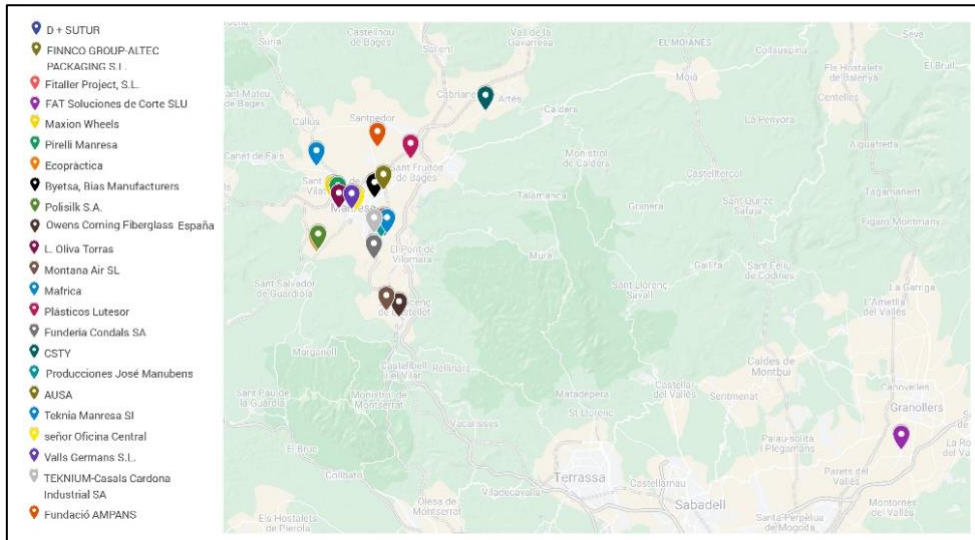 D + SUTUR
FINNCO GROUP-ALTEC
PACKAGING S.L.
Fitaller Project, S.L.
FAT Soluciones de Corte SLU
Maxion Wheels
Pirelli Manresa
Ecopràctica
Byetsa, Bias Manufacturers
Polisilk S.A.
Owens Corning Fiberglass España
L. Oliva Torras
Montana Air SL
Mafrica
Plásticos Lutesor
Funderia Condals SA
CSTY
Producciones José Manubens
AUSA
Teknia Manresa Sl
señor Oficina Central
Valls Germans S.L.
TEKNIUM-Casals Cardona
Industrial SA
Fundació AMPANS
Súria
Castellnou
de Bages
Sallent
Vall de la
Gavarresa
EL MOIANÈS
Collsuspina
Seva
El Brull
Els Hostalets
de Balenyà
Centelles
Moià
Sant Mateu
de Bages
Cabrianes
Artés
Calders
Callús
Santpedor
La Penyora
Aiguafreda
Canet de Fals
Sant Fruitós
de Bages
Monistrol
de Calders
Castellterçol
Tagamanent
Manresa
Talamanca
Granera
Sant Quirze
Safaja
Figaró Montmany
El Pont de
Vilomara
Mura
Gallifa
Sant Feliu
de Codines
La Garriga
Sant Salvador
de Guardiola
Sant Llorenç
Savall
L'Ametlla
del Vallès
Marganell
Castellbell
i el Vilar
Rellinars
Caldes de
Montbui
Canovelles
Granollers
Sant Pau de
la Guàrdia
Monistrol de
Montserrat
Matadepera
Castellar
del Vallès
Sentmenat
El Bruc
Vacarisses
St Llorenç
Palau-solità
i Plegamans
Collbató
Terrassa
Parets del
Vallès
Viladecavalls
Castellarnau
Olesa de
Montserrat
Sabadell
Montornès
del Vallès
Els Hostalets
de Pierola
Santa Perpètua
de Mogoda